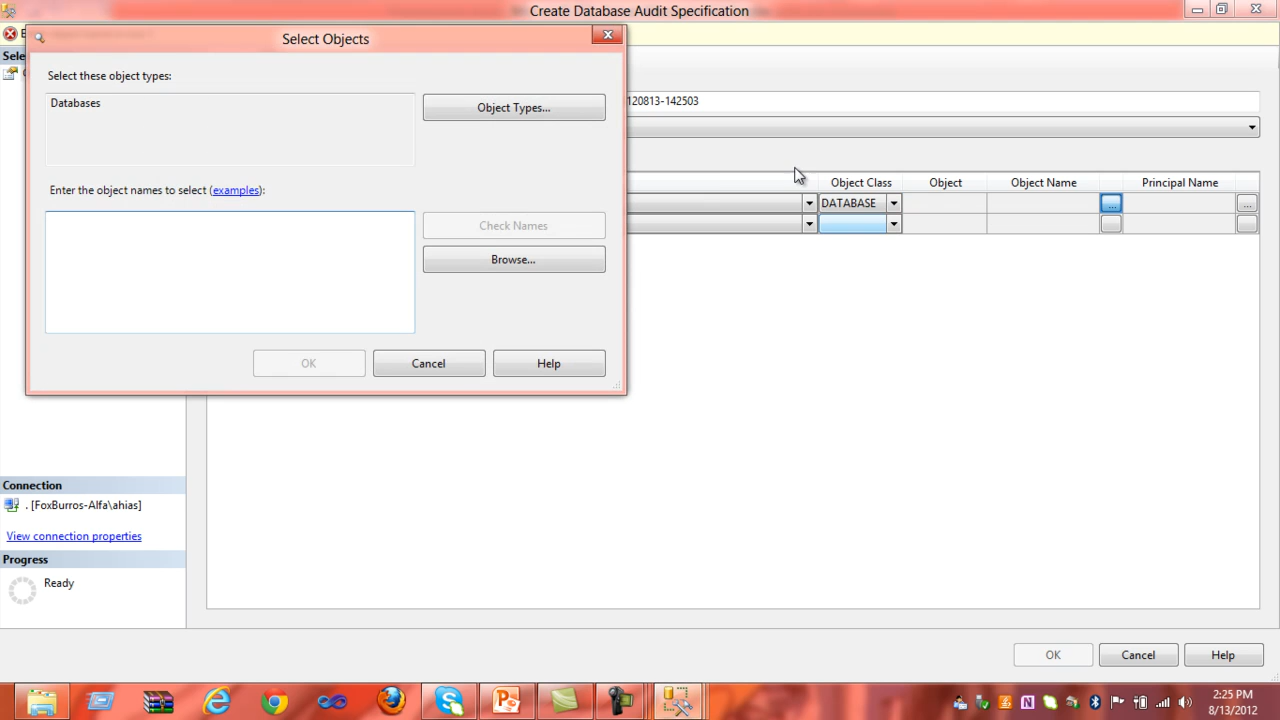 Create Database Audit Specification
Select Objects
Select these object types:
Databases
Object Types...
Enter the object names to select (examples):
Check Names
Browse...
OK
Cancel
Help
120813-142503
Object Class
Object
Object Name
Principal Name
DATABASE
...
...
Connection
. [FoxBurros-Alfa\ahias]
View connection properties
Progress
Ready
OK
Cancel
Help
2:25 PM
8/13/2012